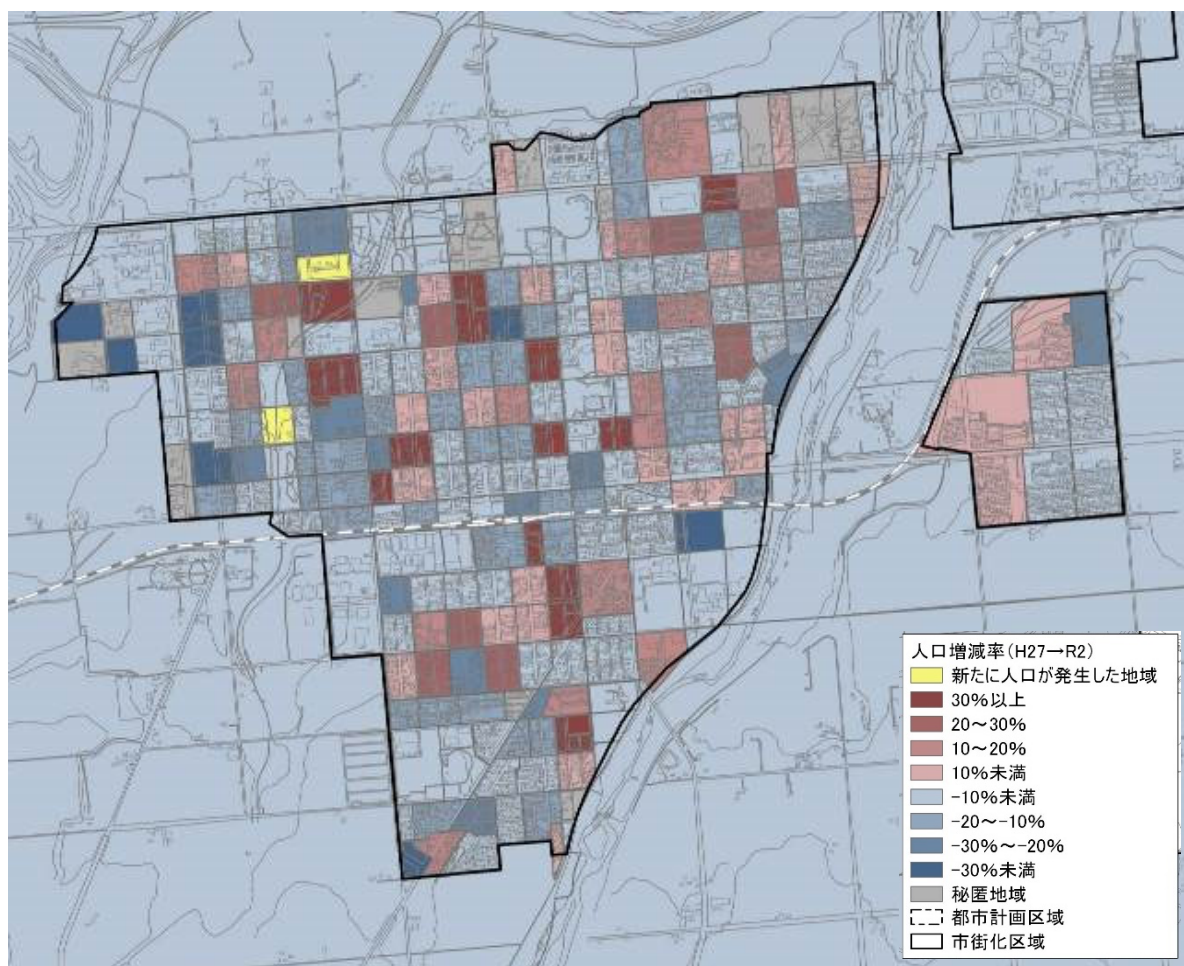 人口増減率(H27→R2)
新たに人口が発生した地域
30%以上
20～30%
10～20%
10%未満
-10%未満
-20～-10%
-30%～-20%
-30%未満
秘匿地域
都市計画区域
市街化区域